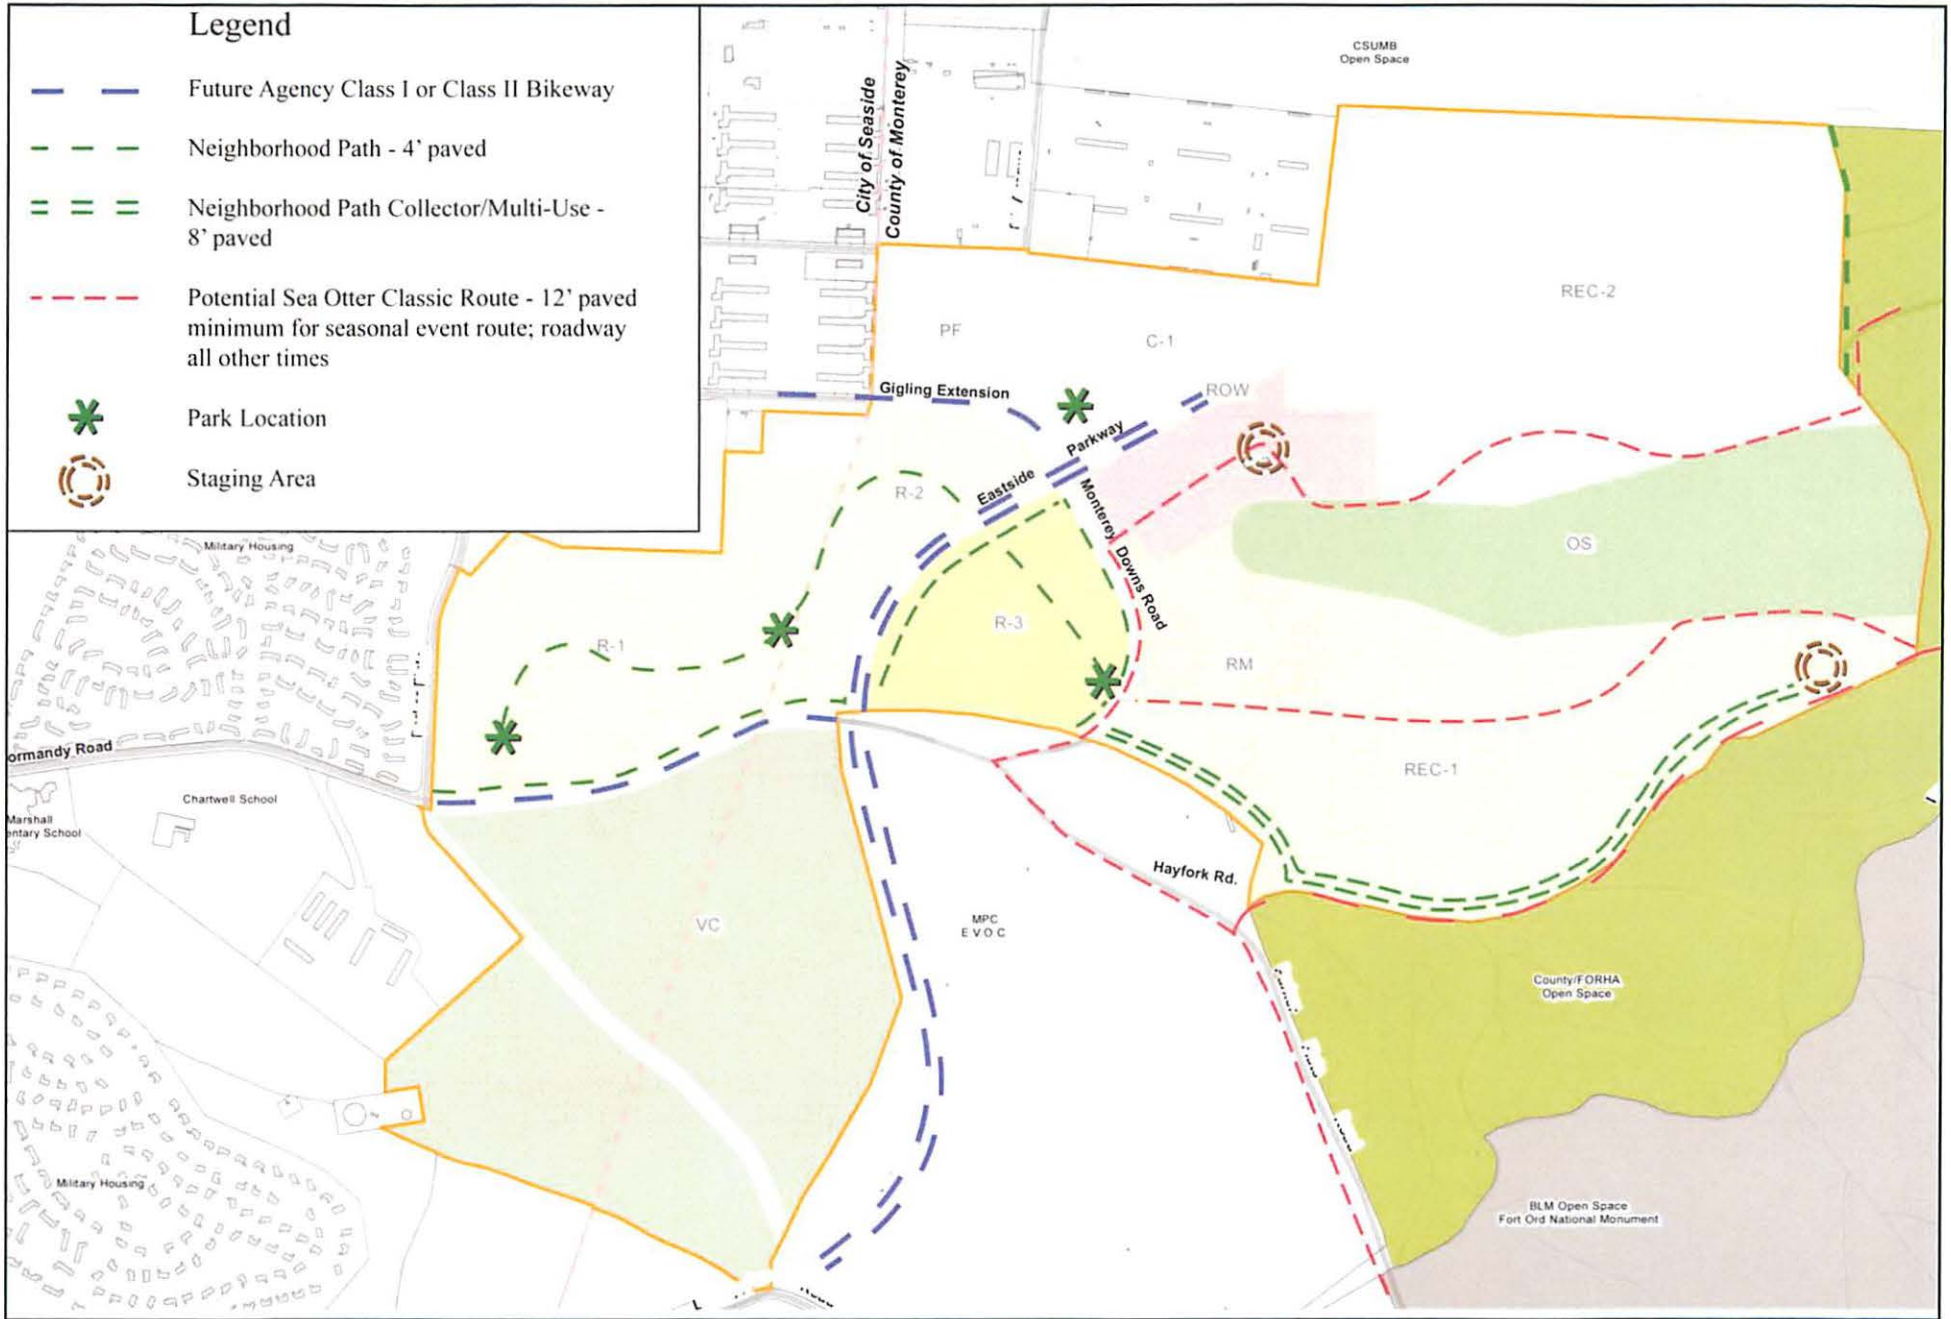 Legend
Future Agency Class I or Class II Bikeway
Neighborhood Path - 4' paved
Neighborhood Path Collector/Multi-Use -
8' paved
Potential Sea Otter Classic Route - 12' paved
minimum for seasonal event route; roadway
all other times
Park Location
Staging Area
City of Seaside
County of Monterey
CSUMB
Open Space
REC-2
PF
C-1
Gigling Extension
ROW
Parkway
Eastside
R-2
Monterey Downs Road
OS
Military Housing
R-1
R-3
RM
ormandy Road
REC-1
Chartwell School
Marshall
entary School
Hayfork Rd.
VC
MPC
EVOC
County/FORHA
Open Space
Military Housing
BLM Open Space
Fort Ord National Monument